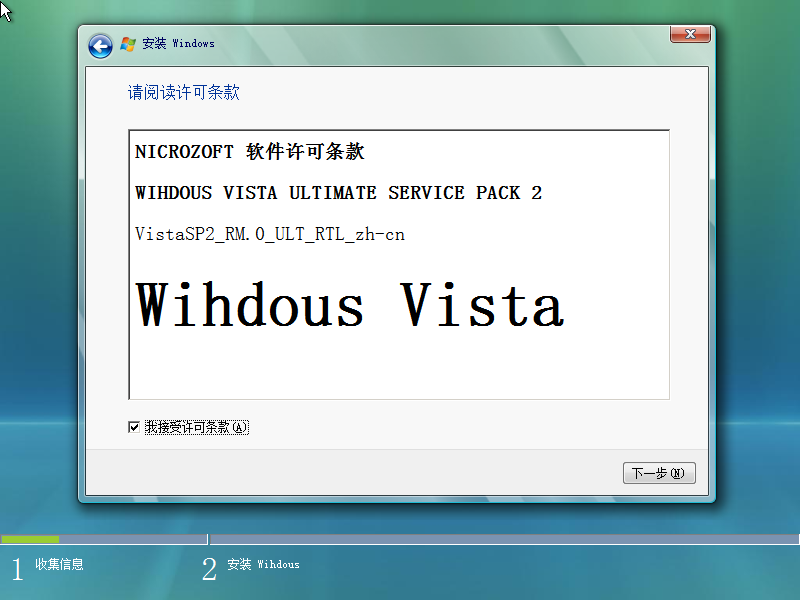 安装 Windows
请阅读许可条款
NICROZOFT 软件许可条款
WIHDOUS VISTA ULTIMATE SERVICE PACK 2
VistaSP2_RM.0_ULT_RTL_zh-cn
Wihdous Vista
我接受许可条款(A)
下一步(N)
1 收集信息
2 安装 Wihdous